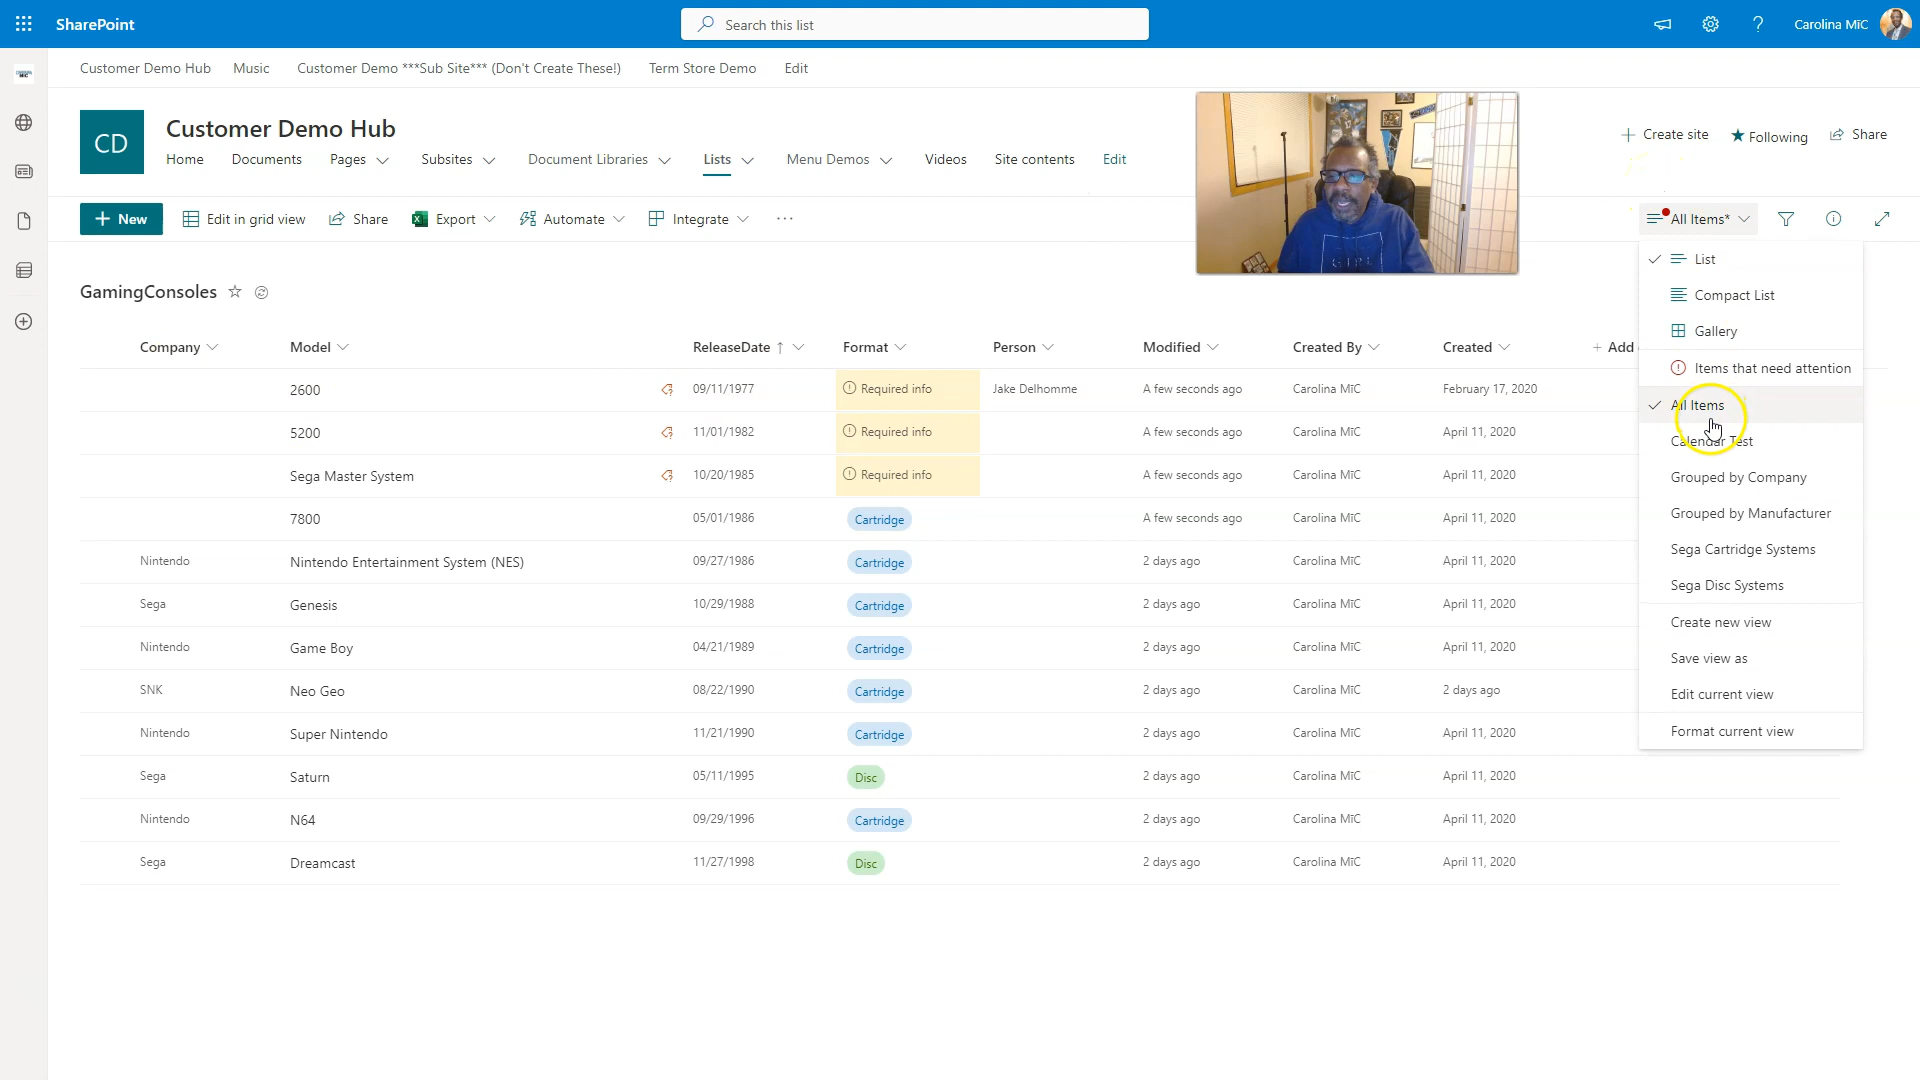 SharePoint
Search this list
Carolina MiC
Customer Demo Hub Music Customer Demo ***Sub Site*** (Don't Create These!) Term Store Demo Edit
CD
Customer Demo Hub
Home Documents Pages Subsites Document Libraries Lists Menu Demos Videos Site contents Edit
Create site Following Share
New Edit in grid view Share Export Automate Integrate ... All Items*
List
Compact List
Gallery
Items that need attention
All Items
Calendar Test
Grouped by Company
Grouped by Manufacturer
Sega Cartridge Systems
Sega Disc Systems
Create new view
Save view as
Edit current view
Format current view
GamingConsoles
Company Model ReleaseDate Format Person Modified Created By Created + Add
2600 09/11/1977 Required info Jake Delhomme A few seconds ago Carolina MiC February 17, 2020
5200 11/01/1982 Required info A few seconds ago Carolina MiC April 11, 2020
Sega Master System 10/20/1985 Required info A few seconds ago Carolina MiC April 11, 2020
7800 05/01/1986 Cartridge A few seconds ago Carolina MiC April 11, 2020
Nintendo Nintendo Entertainment System (NES) 09/27/1986 Cartridge 2 days ago Carolina MiC April 11, 2020
Sega Genesis 10/29/1988 Cartridge 2 days ago Carolina MiC April 11, 2020
Nintendo Game Boy 04/21/1989 Cartridge 2 days ago Carolina MiC April 11, 2020
SNK Neo Geo 08/22/1990 Cartridge 2 days ago Carolina MiC 2 days ago
Nintendo Super Nintendo 11/21/1990 Cartridge 2 days ago Carolina MiC April 11, 2020
Sega Saturn 05/11/1995 Disc 2 days ago Carolina MiC April 11, 2020
Nintendo N64 09/29/1996 Cartridge 2 days ago Carolina MiC April 11, 2020
Sega Dreamcast 11/27/1998 Disc 2 days ago Carolina MiC April 11, 2020